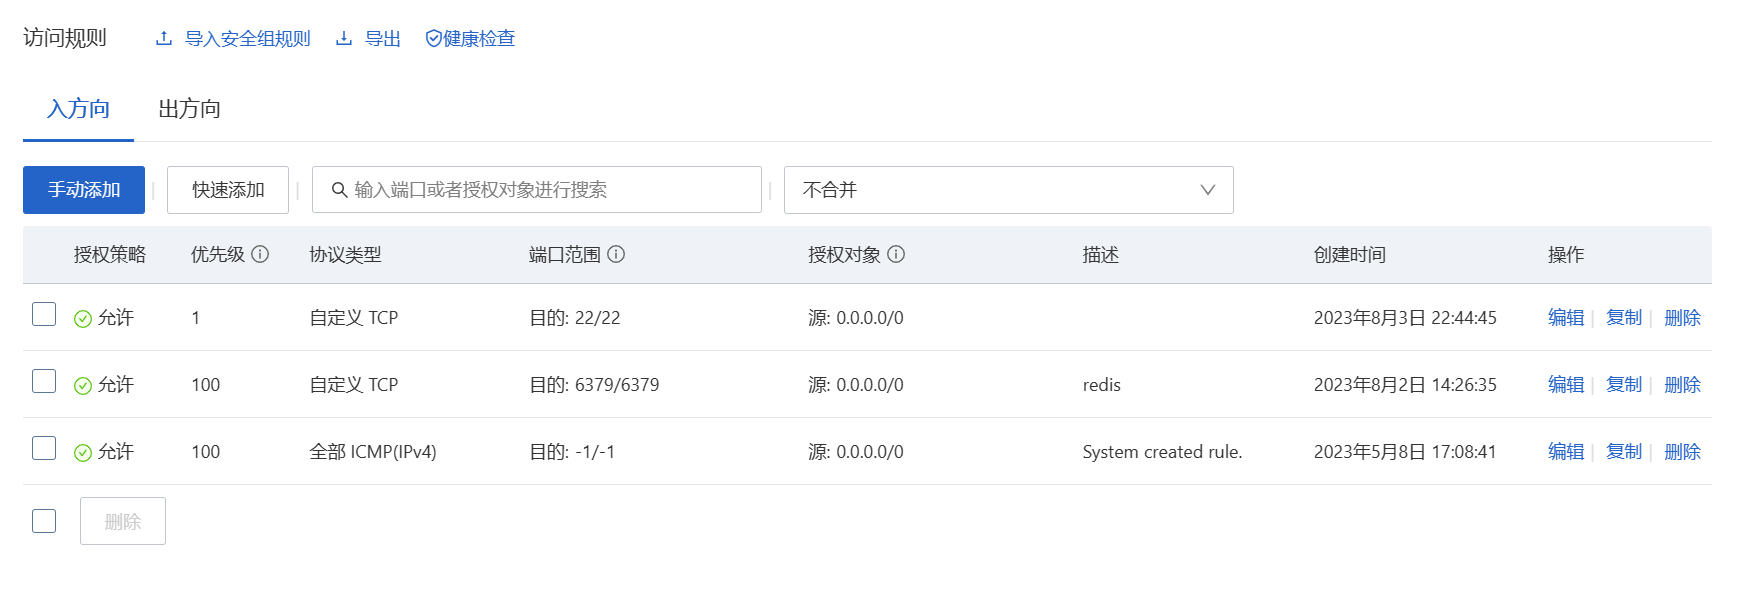 访问规则 导入安全组规则 导出 健康检查
入方向 出方向
手动添加 快速添加 输入端口或者授权对象进行搜索 不合并
授权策略 优先级 协议类型 端口范围 授权对象 描述 创建时间 操作
允许 1 自定义 TCP 目的: 22/22 源: 0.0.0.0/0 2023年8月3日 22:44:45 编辑 复制 删除
允许 100 自定义 TCP 目的: 6379/6379 源: 0.0.0.0/0 redis 2023年8月2日 14:26:35 编辑 复制 删除
允许 100 全部 ICMP(IPv4) 目的: -1/-1 源: 0.0.0.0/0 System created rule. 2023年5月8日 17:08:41 编辑 复制 删除
删除